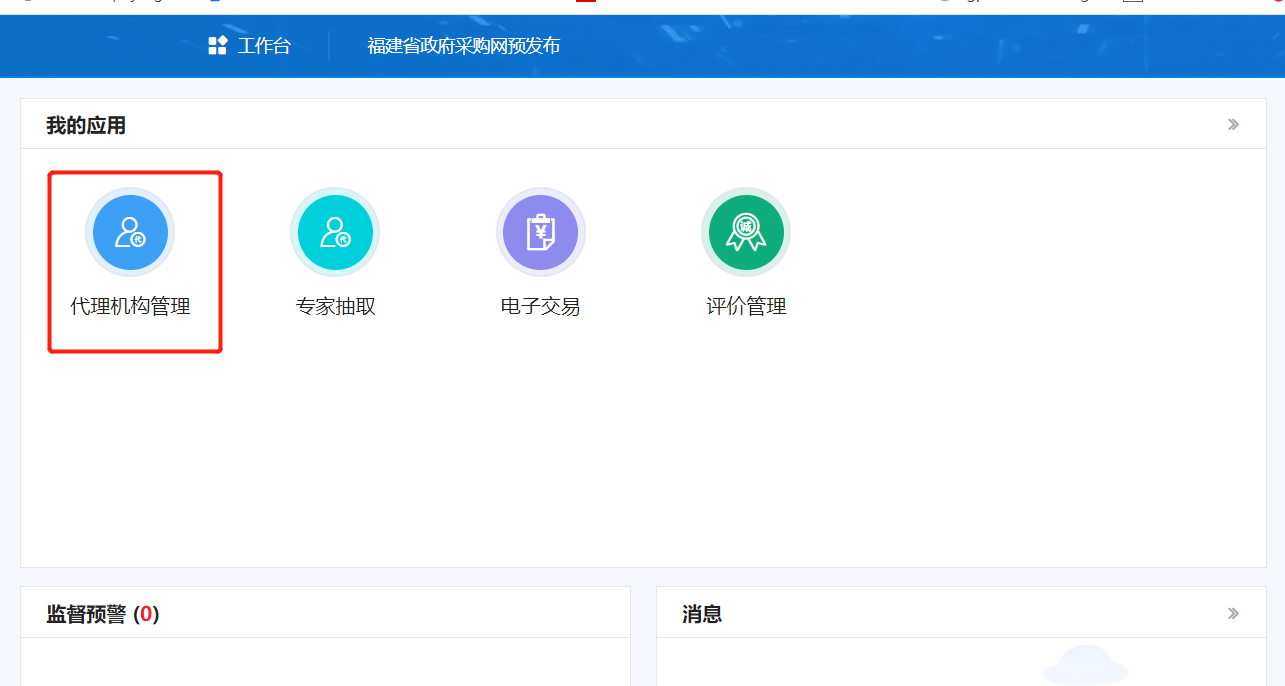 工作台 福建省政府采购网预发布
我的应用
代理机构管理 专家抽取 电子交易 评价管理
监督预警 (0) 消息